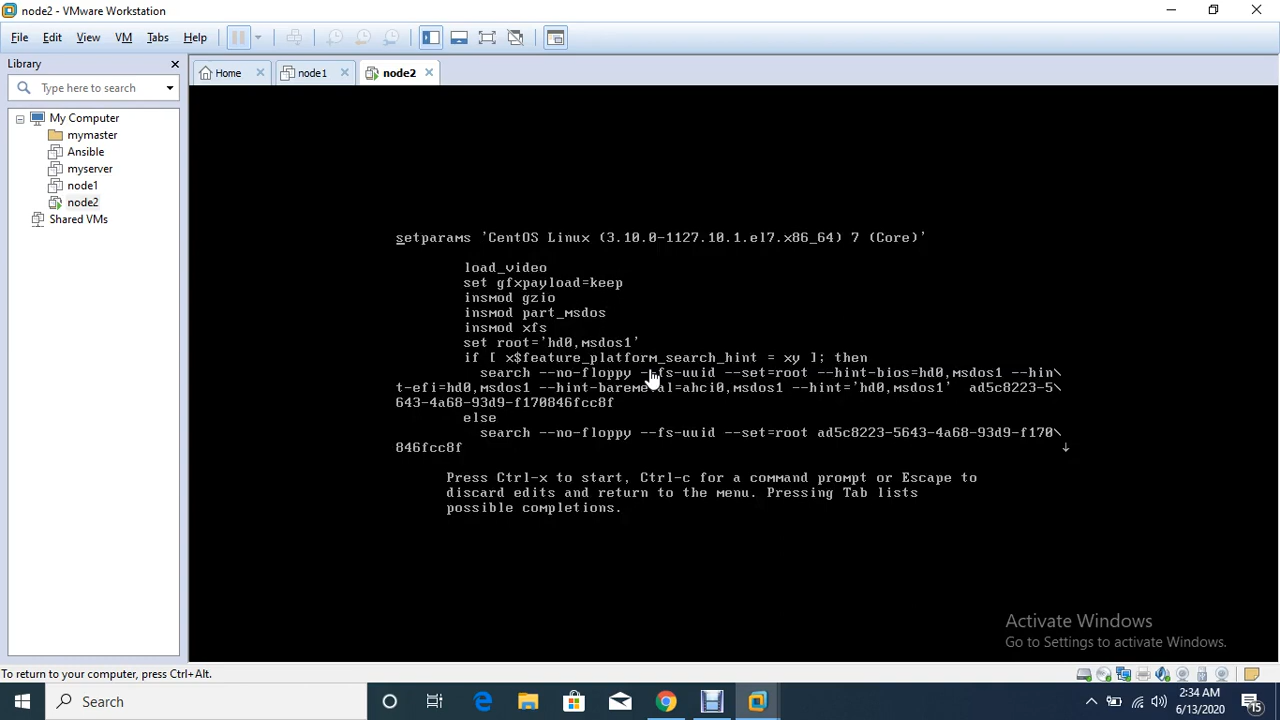 node2 - VMware Workstation
File Edit View VM Tabs Help
Library
Type here to search
My Computer
mymaster
Ansible
myserver
node1
node2
Shared VMs
Home
node1
node2
setparams 'CentOS Linux (3.10.0-1127.10.1.el7.x86_64) 7 (Core)'
load_video
set gfxpayload=keep
insmod gzio
insmod part_msdos
insmod xfs
set root='hd0,msdos1'
if [ x$feature_platform_search_hint = xy ]; then
search --no-floppy --fs-uuid --set=root --hint-bios=hd0,msdos1 --hin\
t-efi=hd0,msdos1 --hint-baremetal=ahci0,msdos1 --hint='hd0,msdos1'  ad5c8223-5\
643-4a68-93d9-f170846fcc8f
else
search --no-floppy --fs-uuid --set=root ad5c8223-5643-4a68-93d9-f170\
846fcc8f
Press Ctrl-x to start, Ctrl-c for a command prompt or Escape to
discard edits and return to the menu. Pressing Tab lists
possible completions.
Activate Windows
Go to Settings to activate Windows.
To return to your computer, press Ctrl+Alt.
Search
2:34 AM
6/13/2020
15